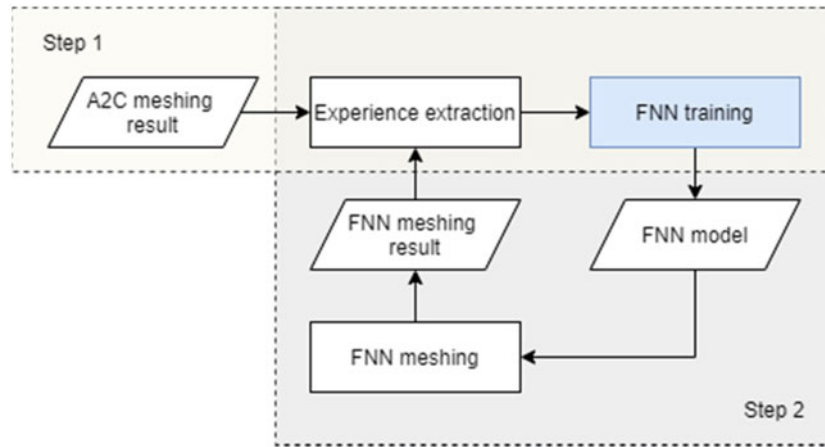 Step 1
A2C meshing
result
Experience extraction
FNN training
FNN meshing
result
FNN model
FNN meshing
Step 2